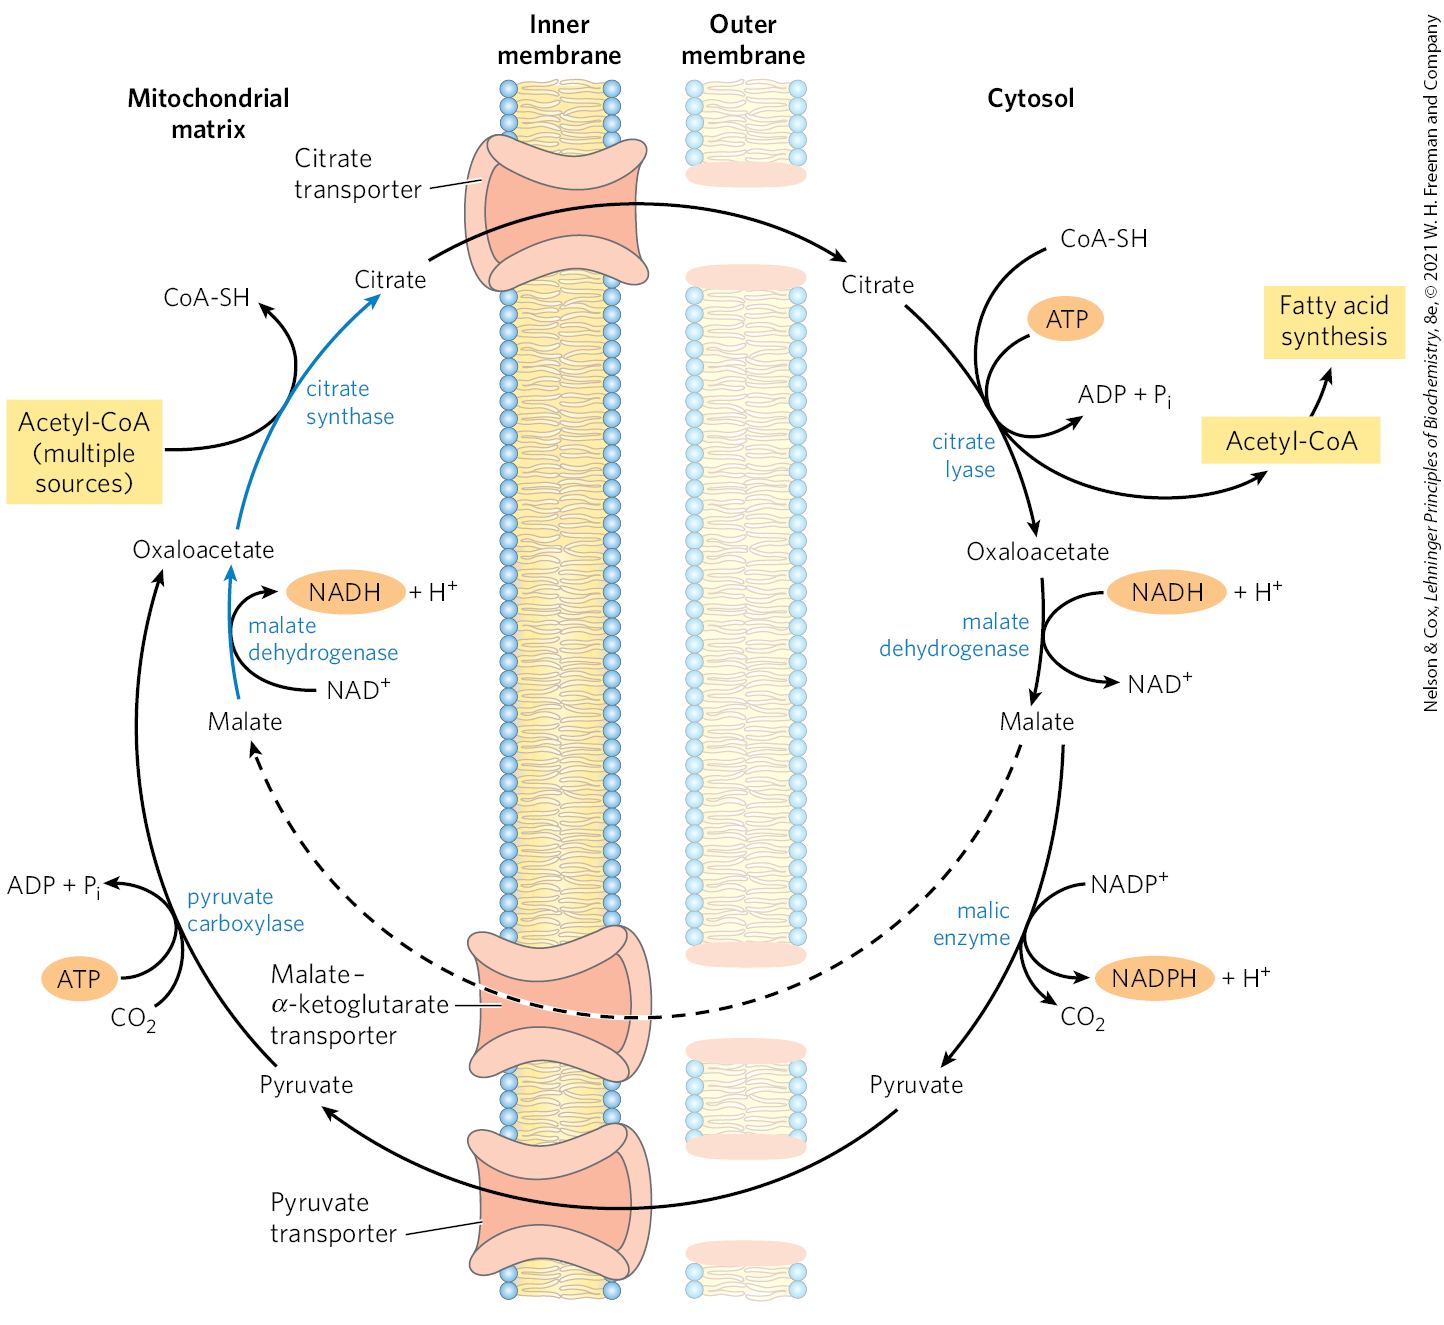 Inner
membrane
Outer
membrane
Mitochondrial
matrix
Cytosol
Citrate
transporter
CoA-SH
Citrate
Citrate
CoA-SH
ATP
Fatty acid
synthesis
citrate
synthase
ADP + Pi
Acetyl-CoA
(multiple
sources)
citrate
lyase
Acetyl-CoA
Oxaloacetate
Oxaloacetate
NADH + H+
NADH + H+
malate
dehydrogenase
malate
dehydrogenase
NAD+
NAD+
Malate
Malate
ADP + Pi
pyruvate
carboxylase
NADP+
malic
enzyme
ATP
CO2
Malate–
α-ketoglutarate
transporter
NADPH + H+
CO2
Pyruvate
Pyruvate
Pyruvate
transporter
Nelson & Cox, Lehninger Principles of Biochemistry, 8e, © 2021 W. H. Freeman and Company